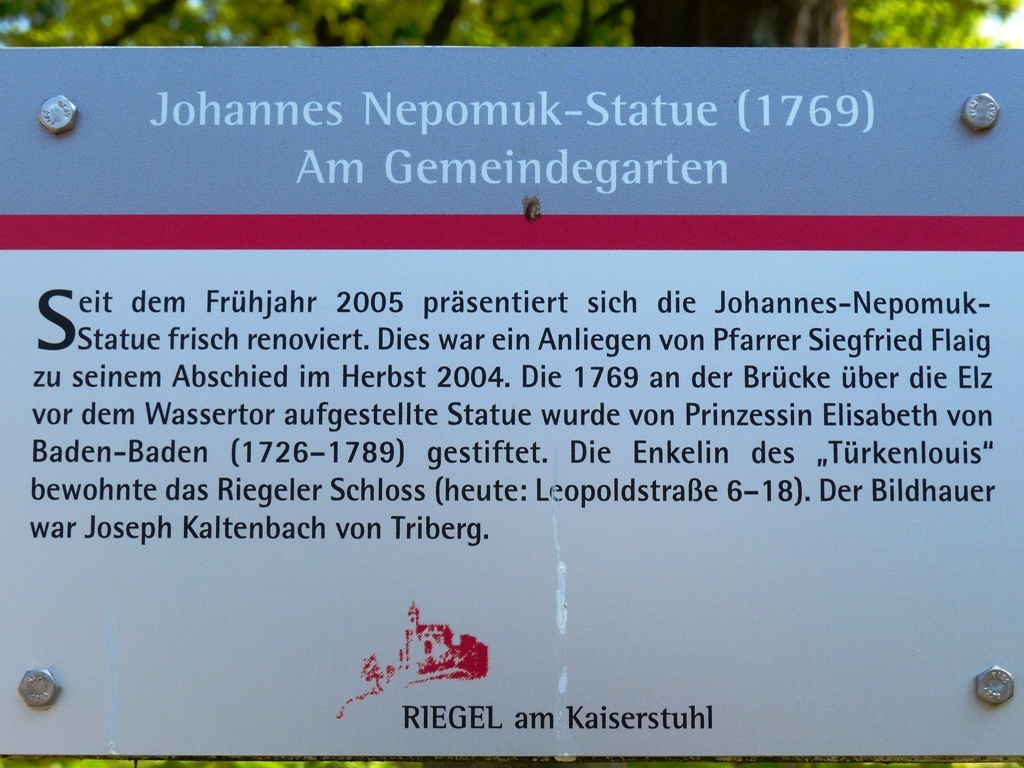 Johannes Nepomuk-Statue (1769)
Am Gemeindegarten
Seit dem Frühjahr 2005 präsentiert sich die Johannes-Nepomuk-
Statue frisch renoviert. Dies war ein Anliegen von Pfarrer Siegfried Flaig
zu seinem Abschied im Herbst 2004. Die 1769 an der Brücke über die Elz
vor dem Wassertor aufgestellte Statue wurde von Prinzessin Elisabeth von
Baden-Baden (1726–1789) gestiftet. Die Enkelin des „Türkenlouis“
bewohnte das Riegeler Schloss (heute: Leopoldstraße 6–18). Der Bildhauer
war Joseph Kaltenbach von Triberg.
RIEGEL am Kaiserstuhl